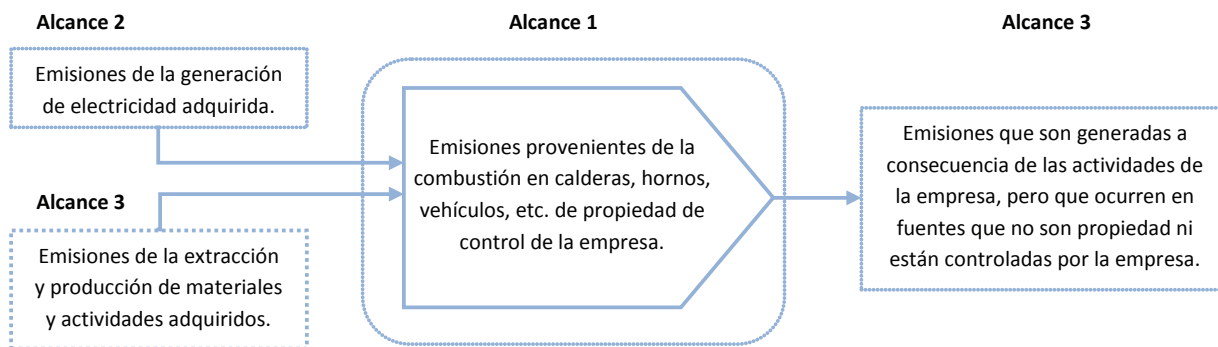 Alcance 2
Emisiones de la generación
de electricidad adquirida.
Alcance 3
Emisiones de la extracción
y producción de materiales
y actividades adquiridos.
Alcance 1
Emisiones provenientes de la
combustión en calderas, hornos,
vehículos, etc. de propiedad de
control de la empresa.
Alcance 3
Emisiones que son generadas a
consecuencia de las actividades de
la empresa, pero que ocurren en
fuentes que no son propiedad ni
están controladas por la empresa.